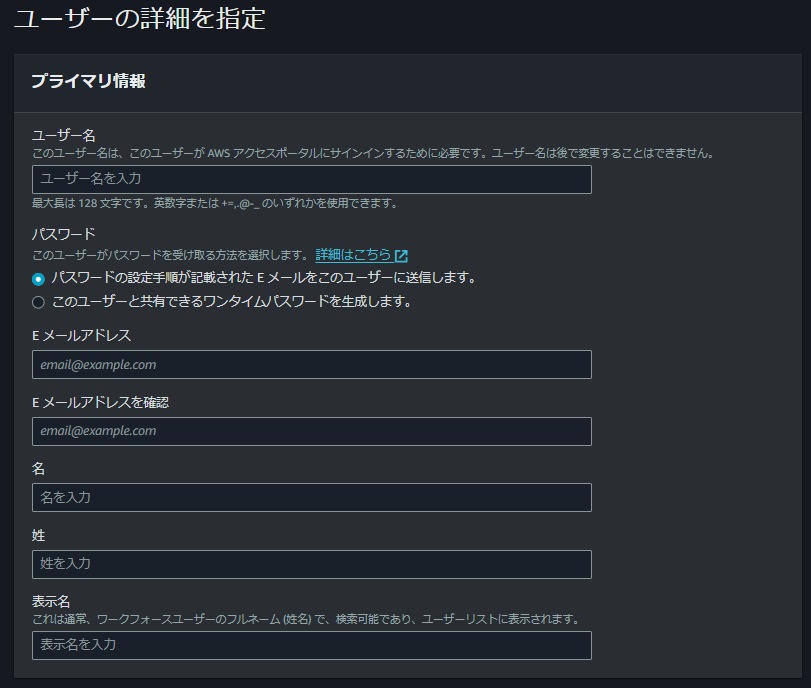 ユーザーの詳細を指定
プライマリ情報
ユーザー名
このユーザー名は、このユーザーが AWS アクセスポータルにサインインするために必要です。ユーザー名は後で変更することはできません。
ユーザー名を入力
最大長は 128 文字です。英数字または +=,.@-_ のいずれかを使用できます。
パスワード
このユーザーがパスワードを受け取る方法を選択します。 詳細はこちら
パスワードの設定手順が記載された E メールをこのユーザーに送信します。
このユーザーと共有できるワンタイムパスワードを生成します。
E メールアドレス
email@example.com
E メールアドレスを確認
email@example.com
名
名を入力
姓
姓を入力
表示名
これは通常、ワークフォースユーザーのフルネーム (姓名) で、検索可能であり、ユーザーリストに表示されます。
表示名を入力